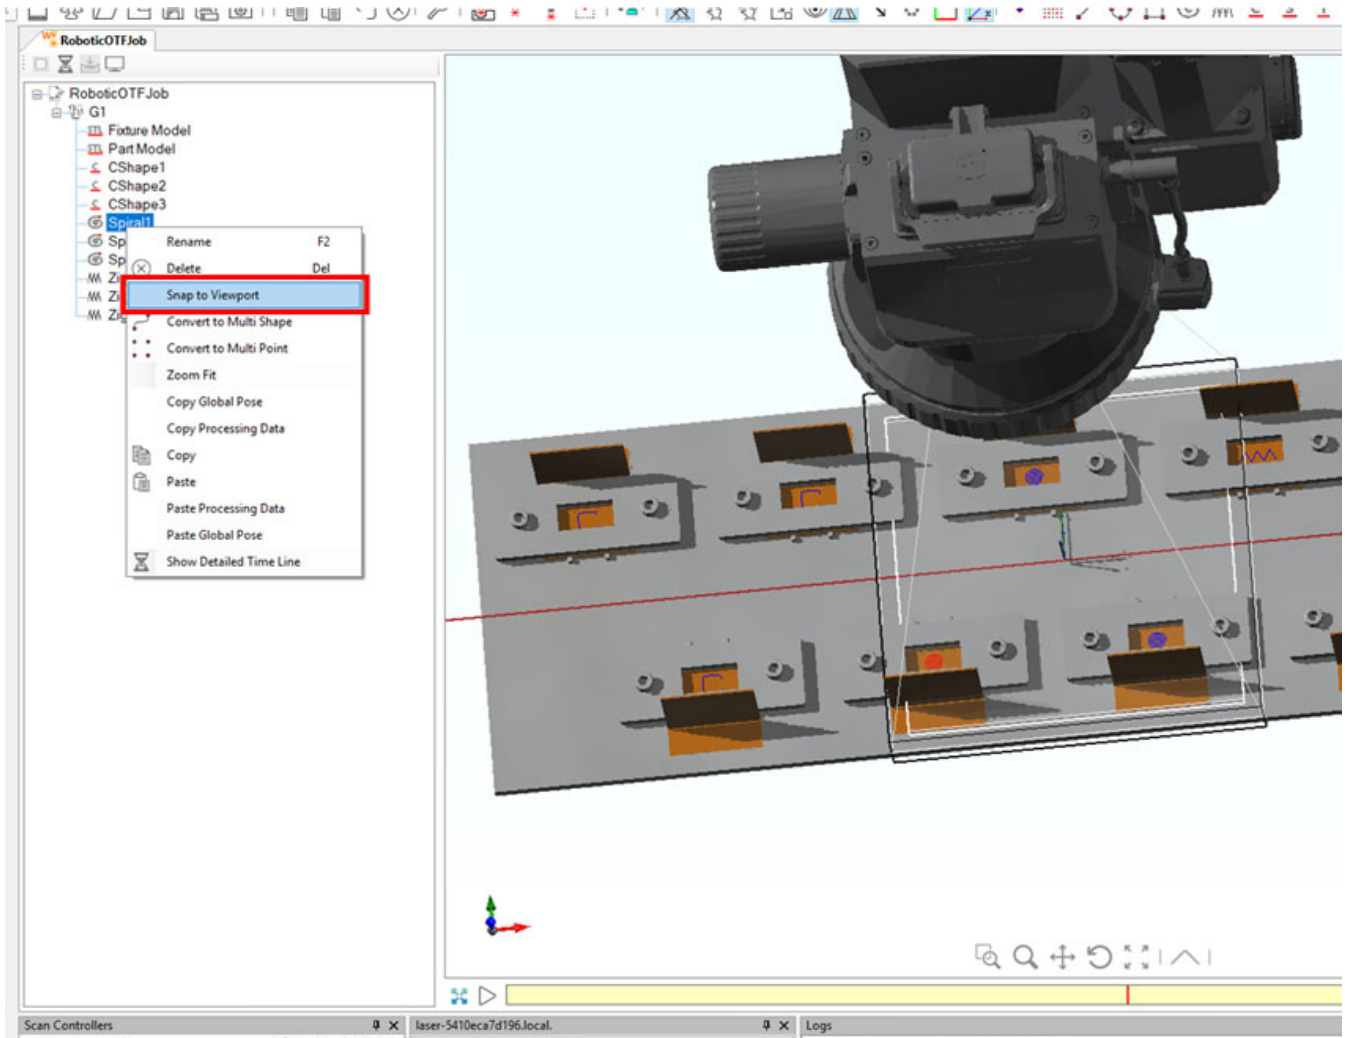 RoboticOTFJob
RoboticOTFJob
G1
Fixture Model
Part Model
CShape1
CShape2
CShape3
Spiral1
Sp
Sp
Zi
Zi
Zi
Rename F2
Delete Del
Snap to Viewport
Convert to Multi Shape
Convert to Multi Point
Zoom Fit
Copy Global Pose
Copy Processing Data
Copy
Paste
Paste Processing Data
Paste Global Pose
Show Detailed Time Line
Scan Controllers
laser-5410eca7d196.local.
Logs